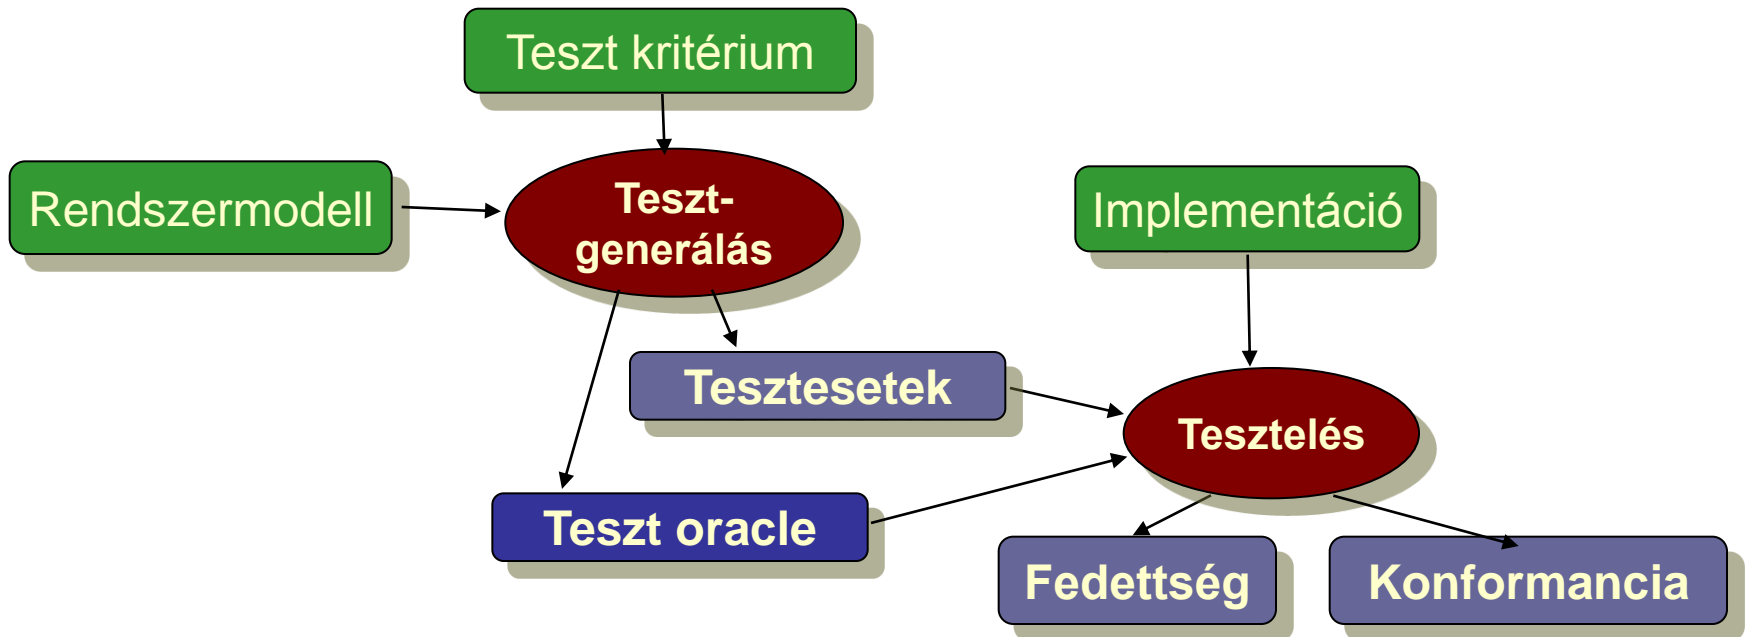 Teszt kritérium
Rendszermodell
Teszt-
generálás
Implementáció
Tesztesetek
Tesztelés
Teszt oracle
Fedettség
Konformancia